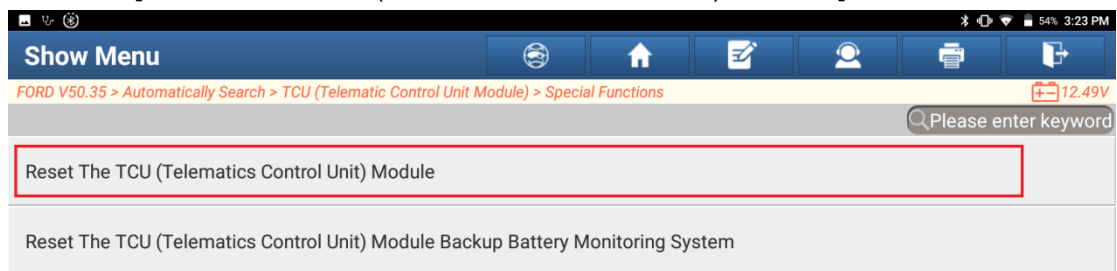 54% 3:23 PM
Show Menu
FORD V50.35 > Automatically Search > TCU (Telematic Control Unit Module) > Special Functions
12.49V
Please enter keyword
Reset The TCU (Telematics Control Unit) Module
Reset The TCU (Telematics Control Unit) Module Backup Battery Monitoring System